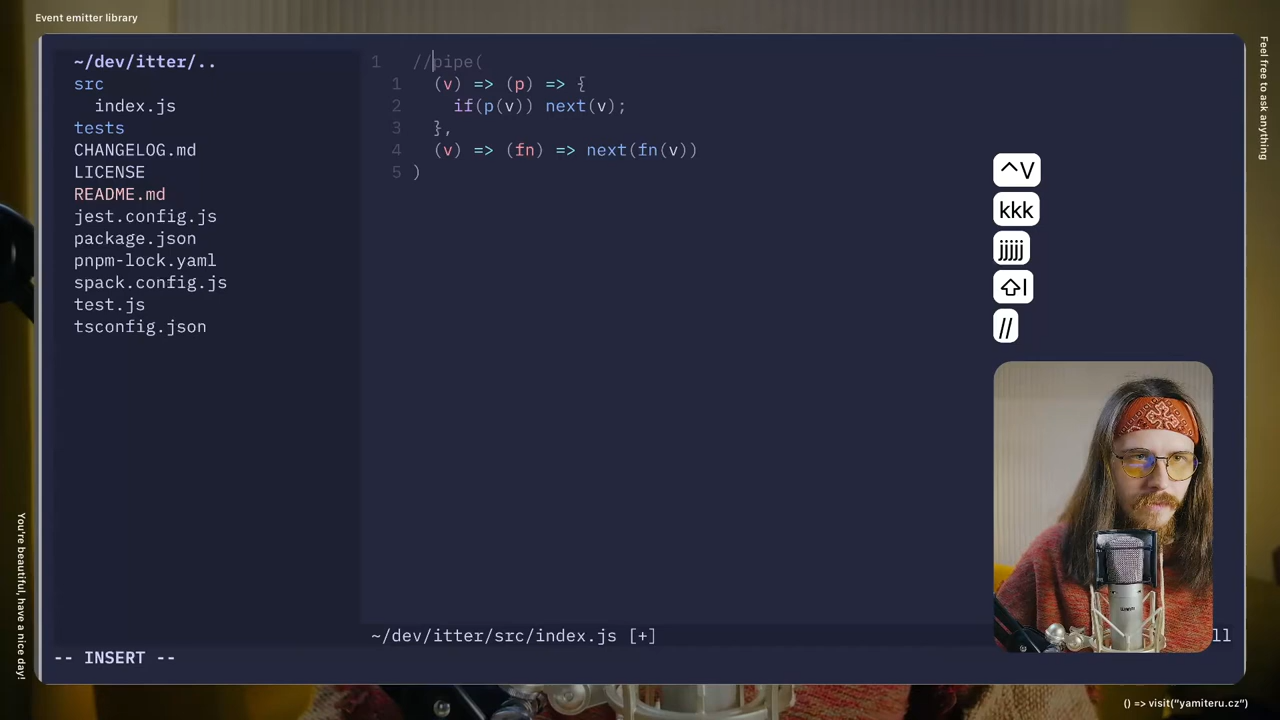 Event emitter library
Feel free to ask anything
~/dev/itter/..
src
index.js
tests
CHANGELOG.md
LICENSE
README.md
jest.config.js
package.json
pnpm-lock.yaml
spack.config.js
test.js
tsconfig.json
1 //pipe(
1 (v) => (p) => {
2 if(p(v)) next(v);
3 },
4 (v) => (fn) => next(fn(v))
5 )
^V
kkk
jjjjj
⇧I
//
~/dev/itter/src/index.js [+]
ll
-- INSERT --
You're beautiful, have a nice day!
() => visit("yamiteru.cz")